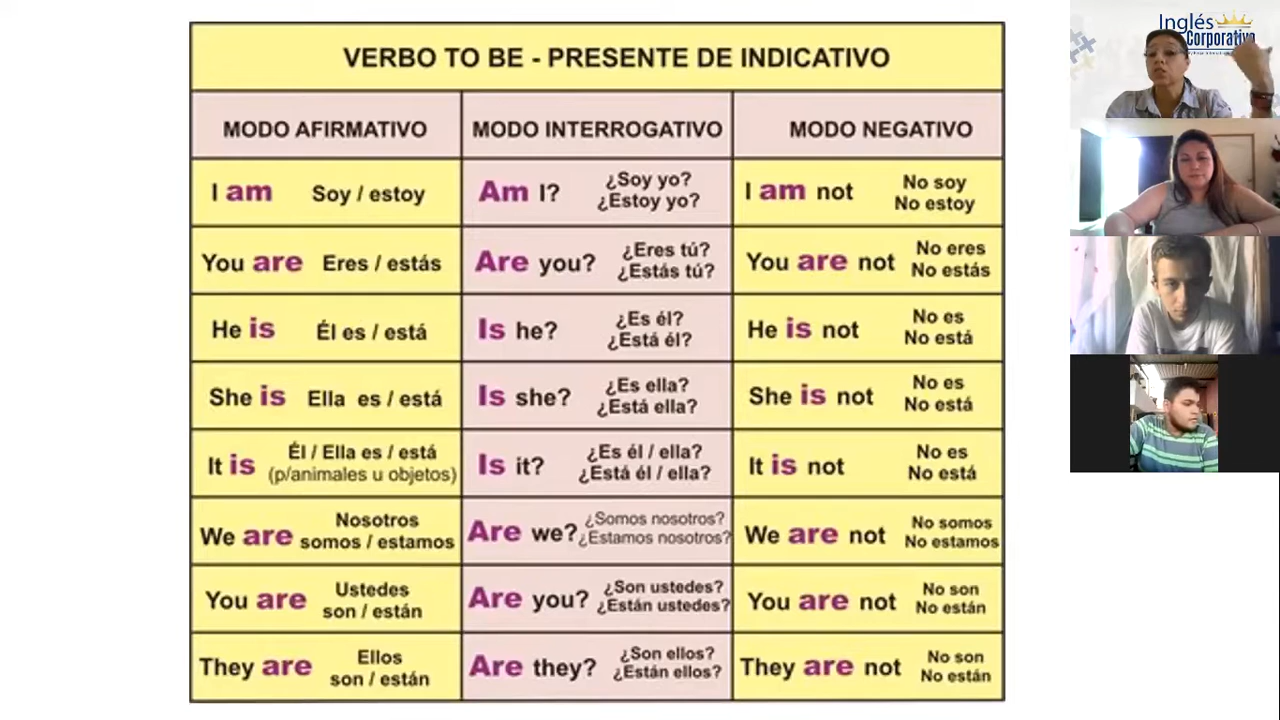 VERBO TO BE - PRESENTE DE INDICATIVO
MODO AFIRMATIVO
MODO INTERROGATIVO
MODO NEGATIVO
I am
Soy / estoy
Am I?
¿Soy yo?
¿Estoy yo?
I am not
No soy
No estoy
You are
Eres / estás
Are you?
¿Eres tú?
¿Estás tú?
You are not
No eres
No estás
He is
Él es / está
Is he?
¿Es él?
¿Está él?
He is not
No es
No está
She is
Ella es / está
Is she?
¿Es ella?
¿Está ella?
She is not
No es
No está
It is
Él / Ella es / está
(p/animales u objetos)
Is it?
¿Es él / ella?
¿Está él / ella?
It is not
No es
No está
We are
Nosotros
somos / estamos
Are we?
¿Somos nosotros?
¿Estamos nosotros?
We are not
No somos
No estamos
You are
Ustedes
son / están
Are you?
¿Son ustedes?
¿Están ustedes?
You are not
No son
No están
They are
Ellos
son / están
Are they?
¿Son ellos?
¿Están ellos?
They are not
No son
No están
Inglés
Corporativo